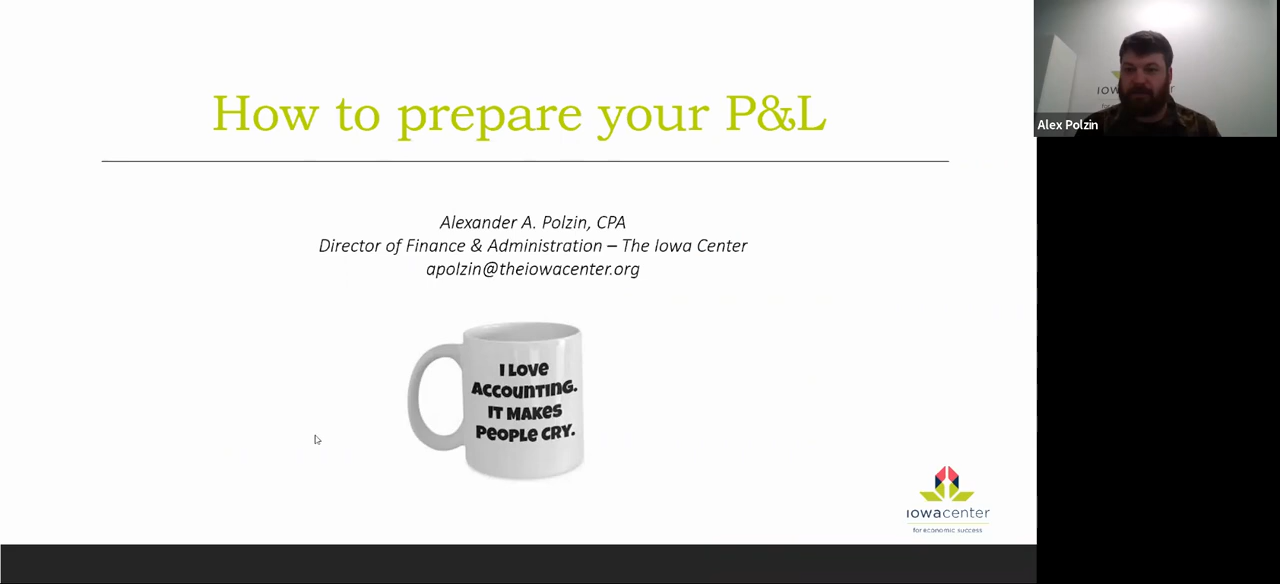 How to prepare your P&L
Alexander A. Polzin, CPA
Director of Finance & Administration – The Iowa Center
apolzin@theiowacenter.org
I LOVE
ACCOUNTING.
IT MAKES
PEOPLE CRY.
iowacenter
for economic success
Alex Polzin